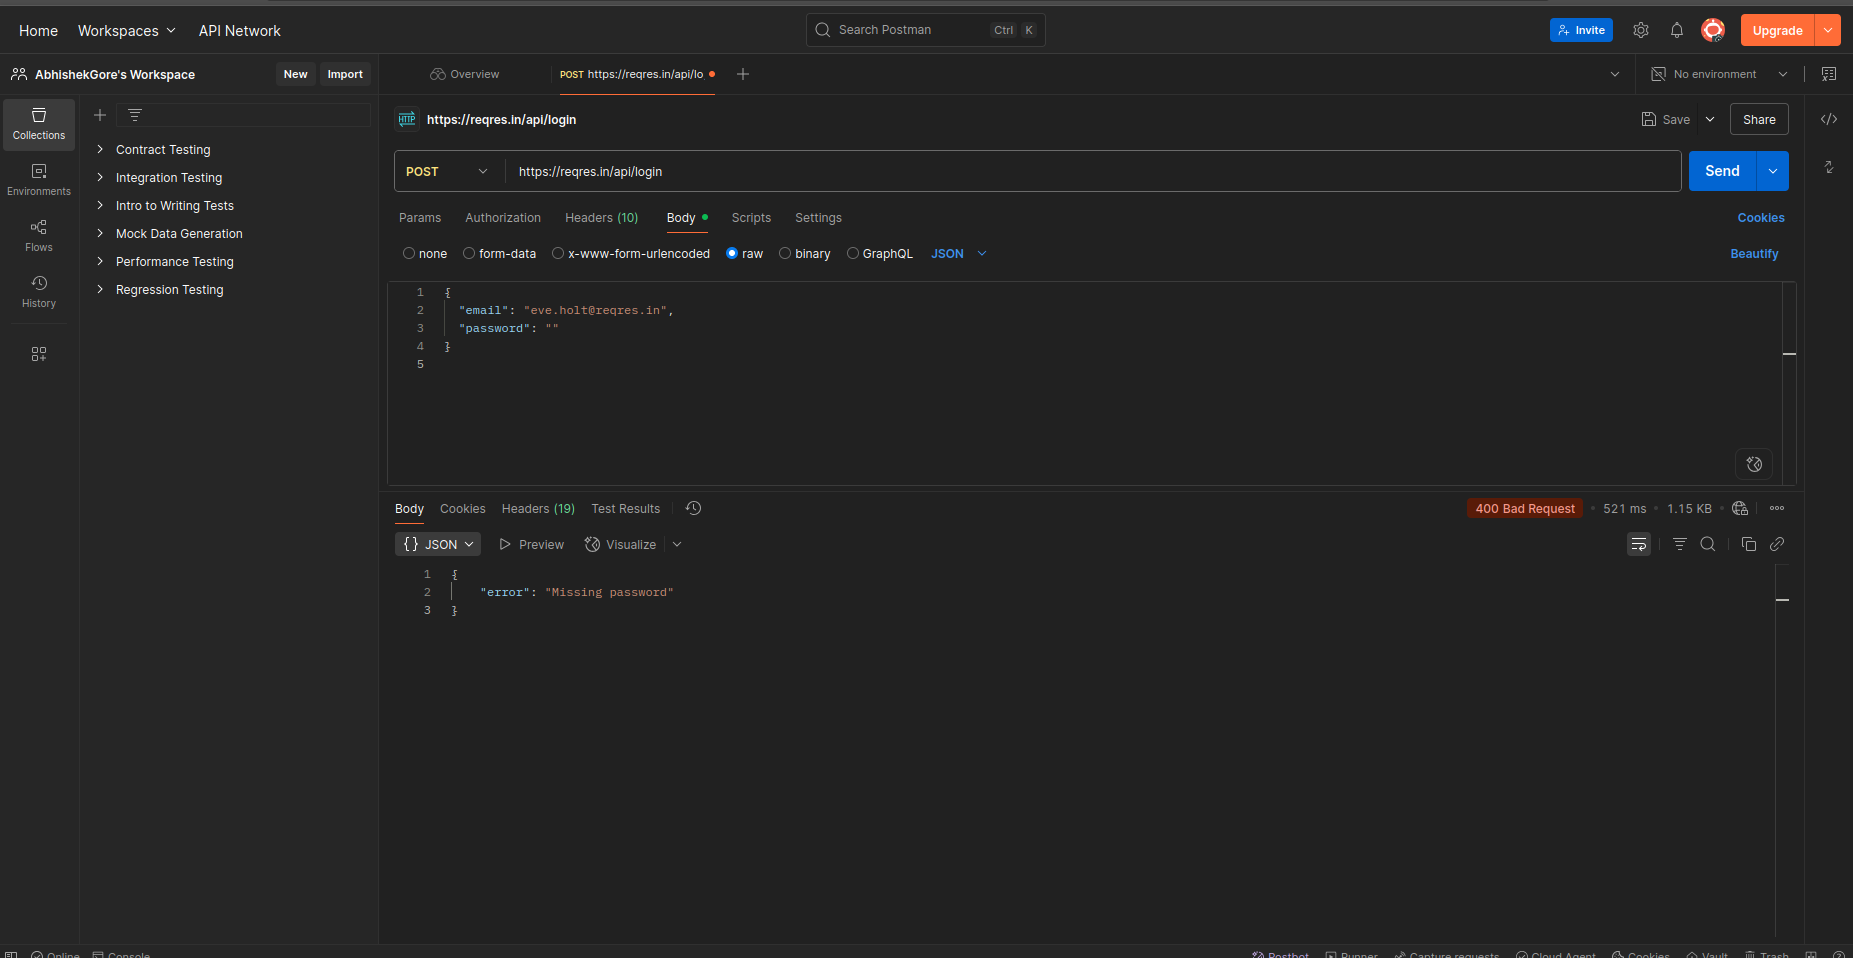 Home
Workspaces
API Network
Search Postman
Ctrl
K
Invite
Upgrade
AbhishekGore's Workspace
New
Import
Overview
POST https://reqres.in/api/lo
No environment
Collections
Environments
Flows
History
Contract Testing
Integration Testing
Intro to Writing Tests
Mock Data Generation
Performance Testing
Regression Testing
HTTP
https://reqres.in/api/login
Save
Share
POST
https://reqres.in/api/login
Send
Params
Authorization
Headers (10)
Body
Scripts
Settings
Cookies
none
form-data
x-www-form-urlencoded
raw
binary
GraphQL
JSON
Beautify
1 {
2 "email": "eve.holt@reqres.in",
3 "password": ""
4 }
5
Body
Cookies
Headers (19)
Test Results
400 Bad Request
521 ms
1.15 KB
{} JSON
Preview
Visualize
1 {
2 "error": "Missing password"
3 }
Online
Console
Postbot
Runner
Capture requests
Cloud Agent
Cookies
Vault
Trash